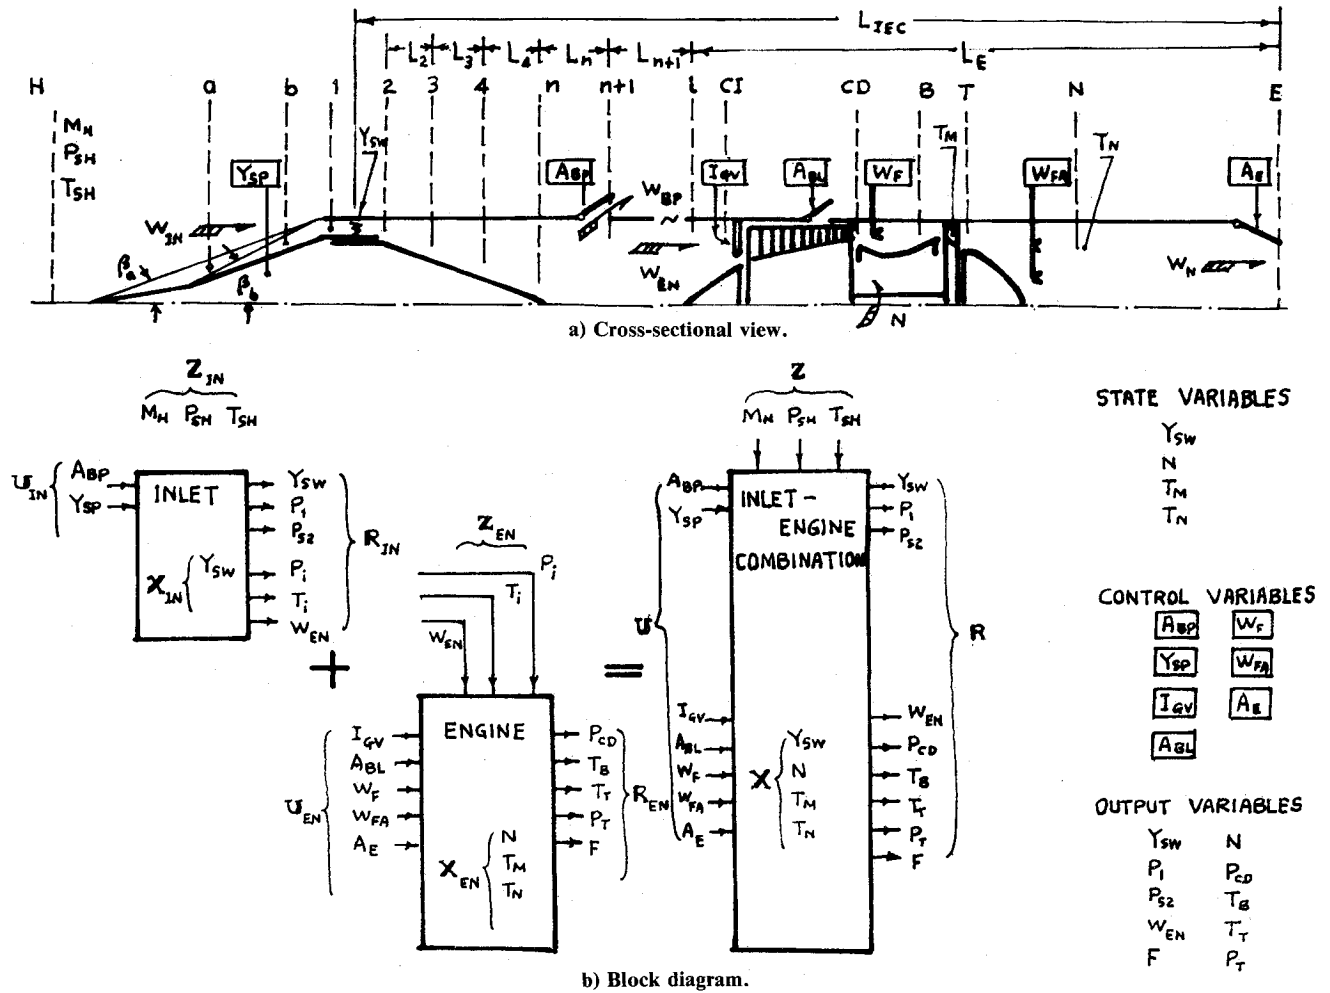 L_IEC
L_2 L_3 L_4 L_n L_n+1 L_E
H a b 1 2 3 4 n n+1 i CI CD B T N E
M_H
P_SH
T_SH
Y_SP Y_SW A_BP I_GV A_BL W_F T_M W_FA T_N A_E
W_IN W_BP ~ W_EN W_N
β_a β_b N
a) Cross-sectional view.
Z_IN
M_H P_SH T_SH
U_IN { A_BP
Y_SP
INLET
X_IN { Y_SW
Y_SW
P_1
P_S2
P_i
T_i
W_EN
} R_IN
+
Z_EN
P_i
T_i
W_EN
U_EN { I_GV
A_BL
W_F
W_FA
A_E
ENGINE
X_EN { N
T_M
T_N
P_CD
T_B
T_T
P_T
F
} R_EN
=
Z
M_H P_SH T_SH
U { A_BP
Y_SP
I_GV
A_BL
W_F
W_FA
A_E
INLET -
ENGINE
COMBINATION
X { Y_SW
N
T_M
T_N
Y_SW
P_1
P_S2
W_EN
P_CD
T_B
T_T
P_T
F
} R
STATE VARIABLES
Y_SW
N
T_M
T_N
CONTROL VARIABLES
A_BP W_F
Y_SP W_FA
I_GV A_E
A_BL
OUTPUT VARIABLES
Y_SW N
P_1 P_CD
P_S2 T_B
W_EN T_T
F P_T
b) Block diagram.